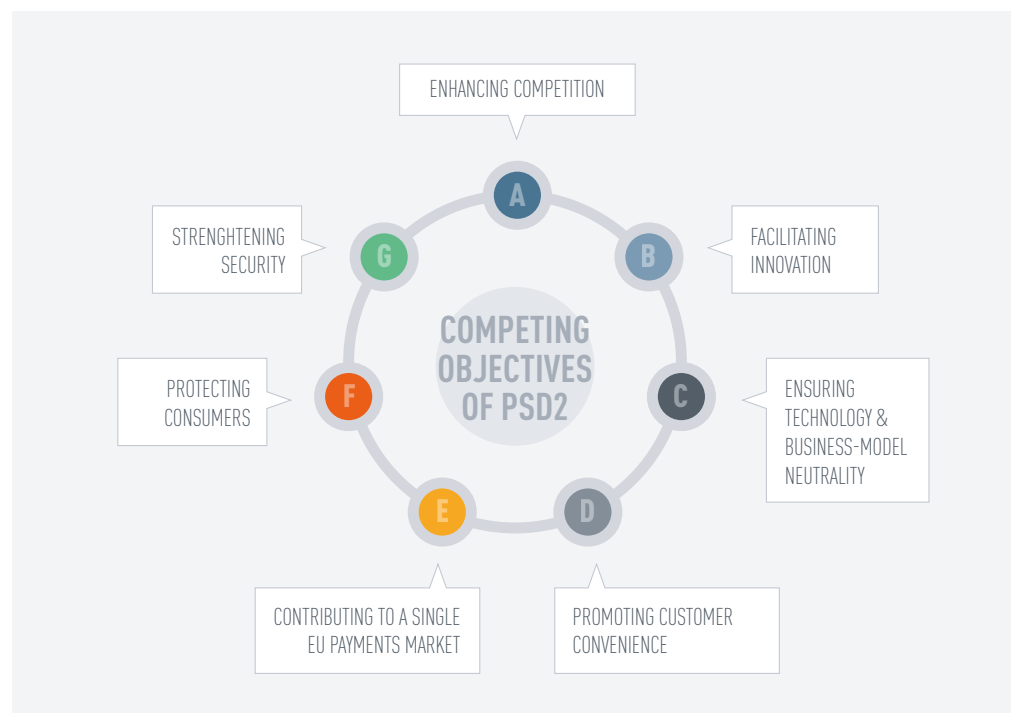 ENHANCING COMPETITION
A
B
FACILITATING
INNOVATION
C
ENSURING
TECHNOLOGY &
BUSINESS-MODEL
NEUTRALITY
D
PROMOTING CUSTOMER
CONVENIENCE
E
CONTRIBUTING TO A SINGLE
EU PAYMENTS MARKET
F
PROTECTING
CONSUMERS
G
STRENGHTENING
SECURITY
COMPETING
OBJECTIVES
OF PSD2